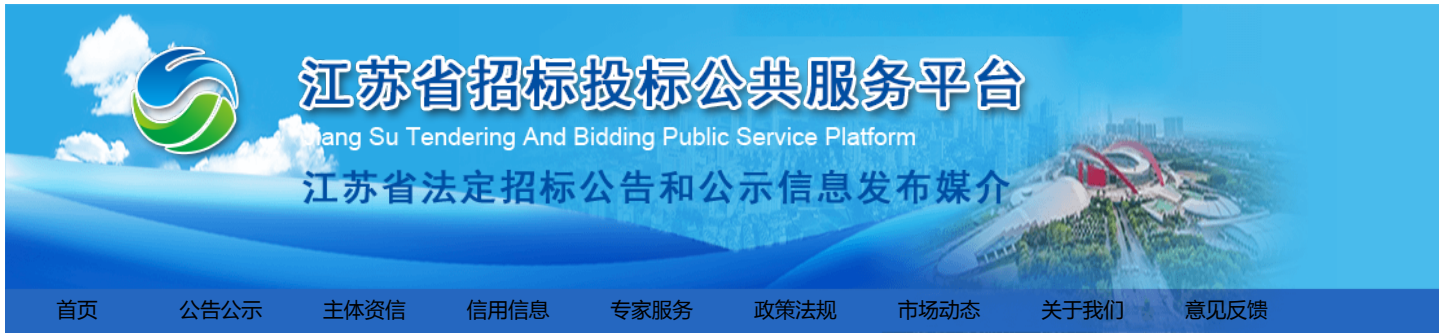 江苏省招标投标公共服务平台
Jiang Su Tendering And Bidding Public Service Platform
江苏省法定招标公告和公示信息发布媒介
首页 公告公示 主体资信 信用信息 专家服务 政策法规 市场动态 关于我们 意见反馈